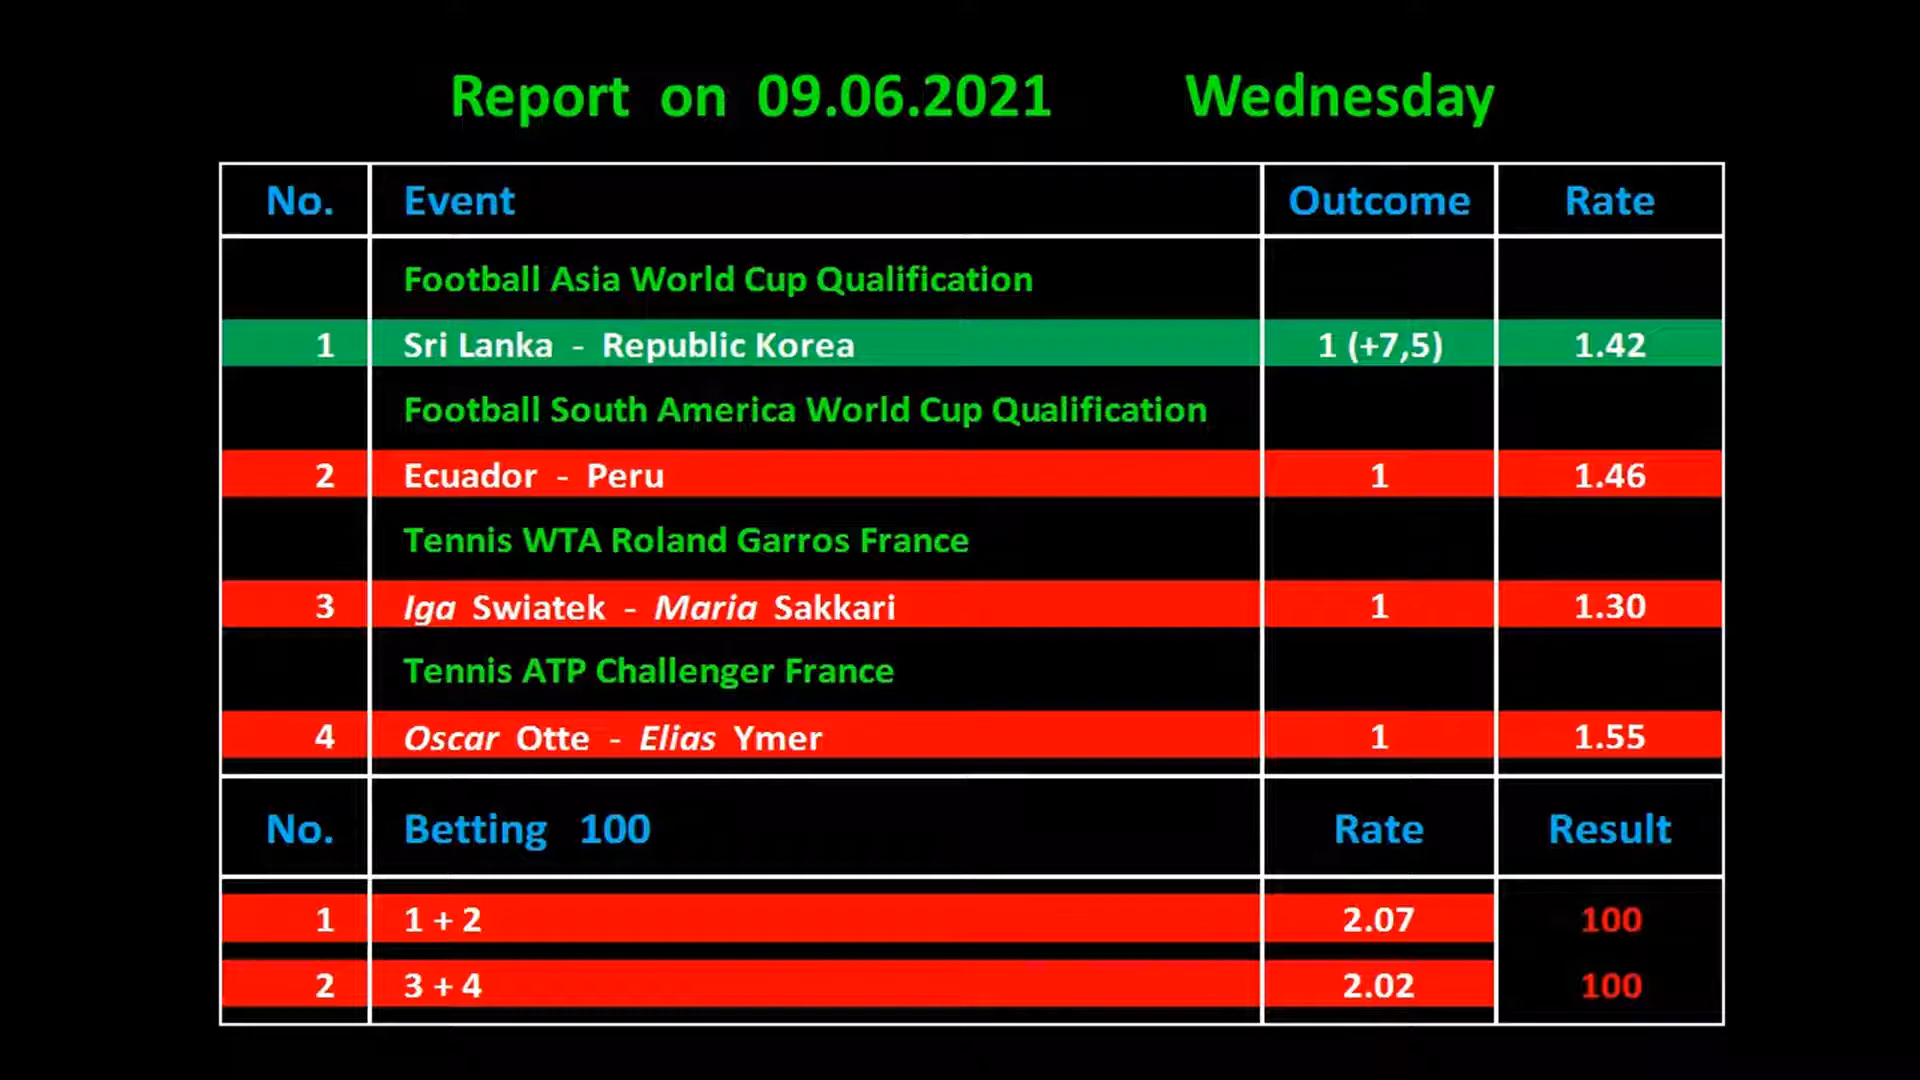 Report on 09.06.2021 Wednesday
No. Event Outcome Rate
Football Asia World Cup Qualification
1 Sri Lanka - Republic Korea 1 (+7,5) 1.42
Football South America World Cup Qualification
2 Ecuador - Peru 1 1.46
Tennis WTA Roland Garros France
3 Iga Swiatek - Maria Sakkari 1 1.30
Tennis ATP Challenger France
4 Oscar Otte - Elias Ymer 1 1.55
No. Betting 100 Rate Result
1 1 + 2 2.07 100
2 3 + 4 2.02 100